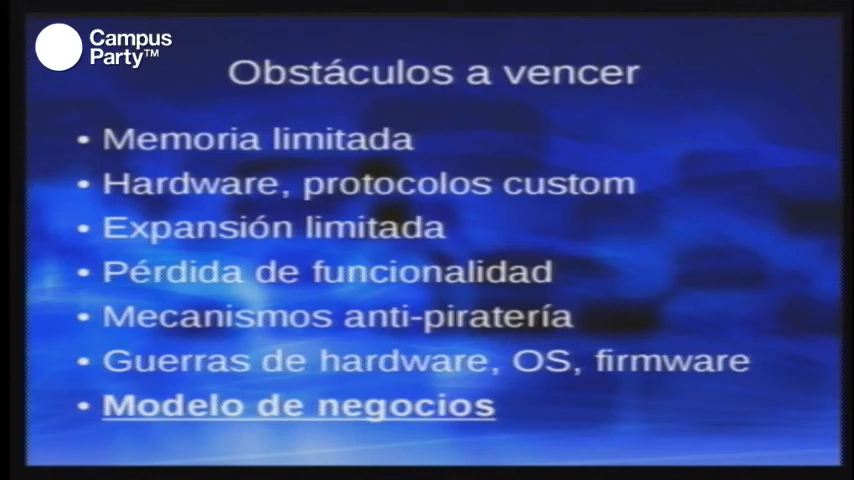 Campus
Party™
Obstáculos a vencer
• Memoria limitada
• Hardware, protocolos custom
• Expansión limitada
• Pérdida de funcionalidad
• Mecanismos anti-piratería
• Guerras de hardware, OS, firmware
• Modelo de negocios